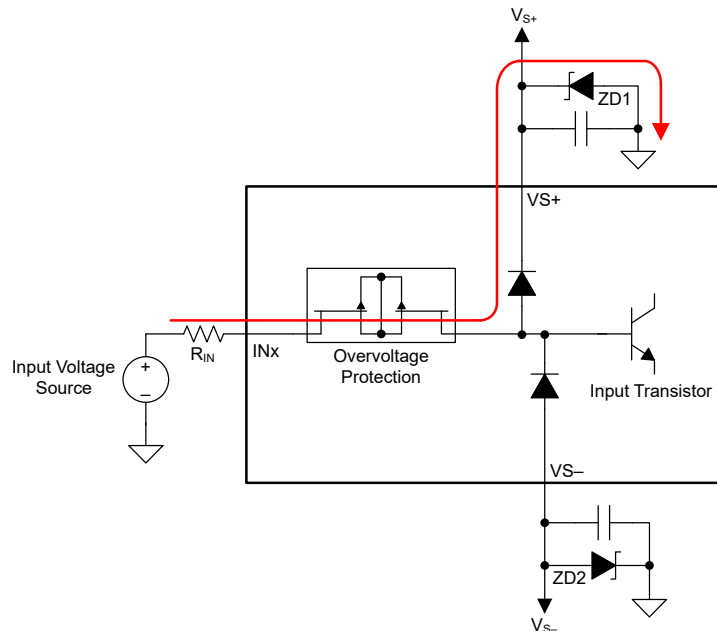 VS+
ZD1
VS+
+
–
RIN
INx
Overvoltage
Protection
Input Voltage
Source
Input Transistor
VS–
ZD2
VS–